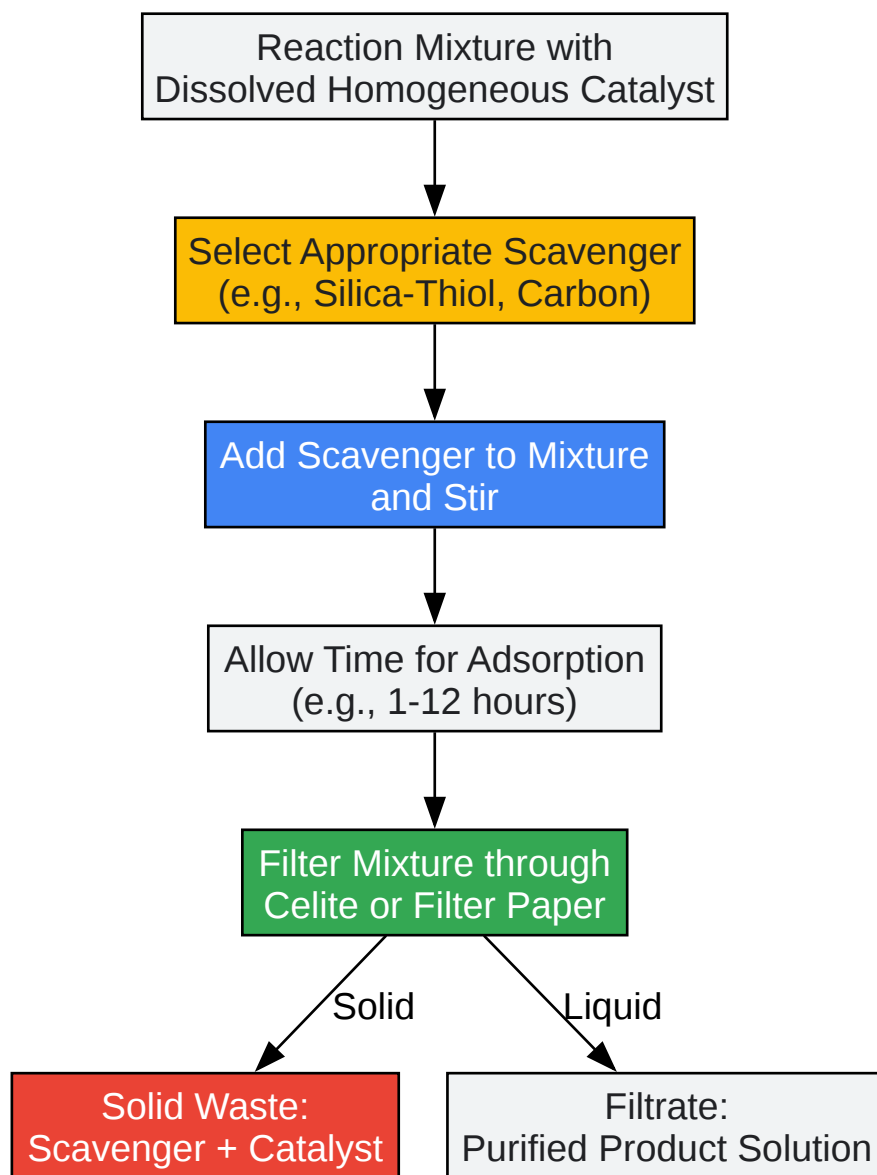 Reaction Mixture with
Dissolved Homogeneous Catalyst
Select Appropriate Scavenger
(e.g., Silica-Thiol, Carbon)
Add Scavenger to Mixture
and Stir
Allow Time for Adsorption
(e.g., 1-12 hours)
Filter Mixture through
Celite or Filter Paper
Solid
Liquid
Solid Waste:
Scavenger + Catalyst
Filtrate:
Purified Product Solution